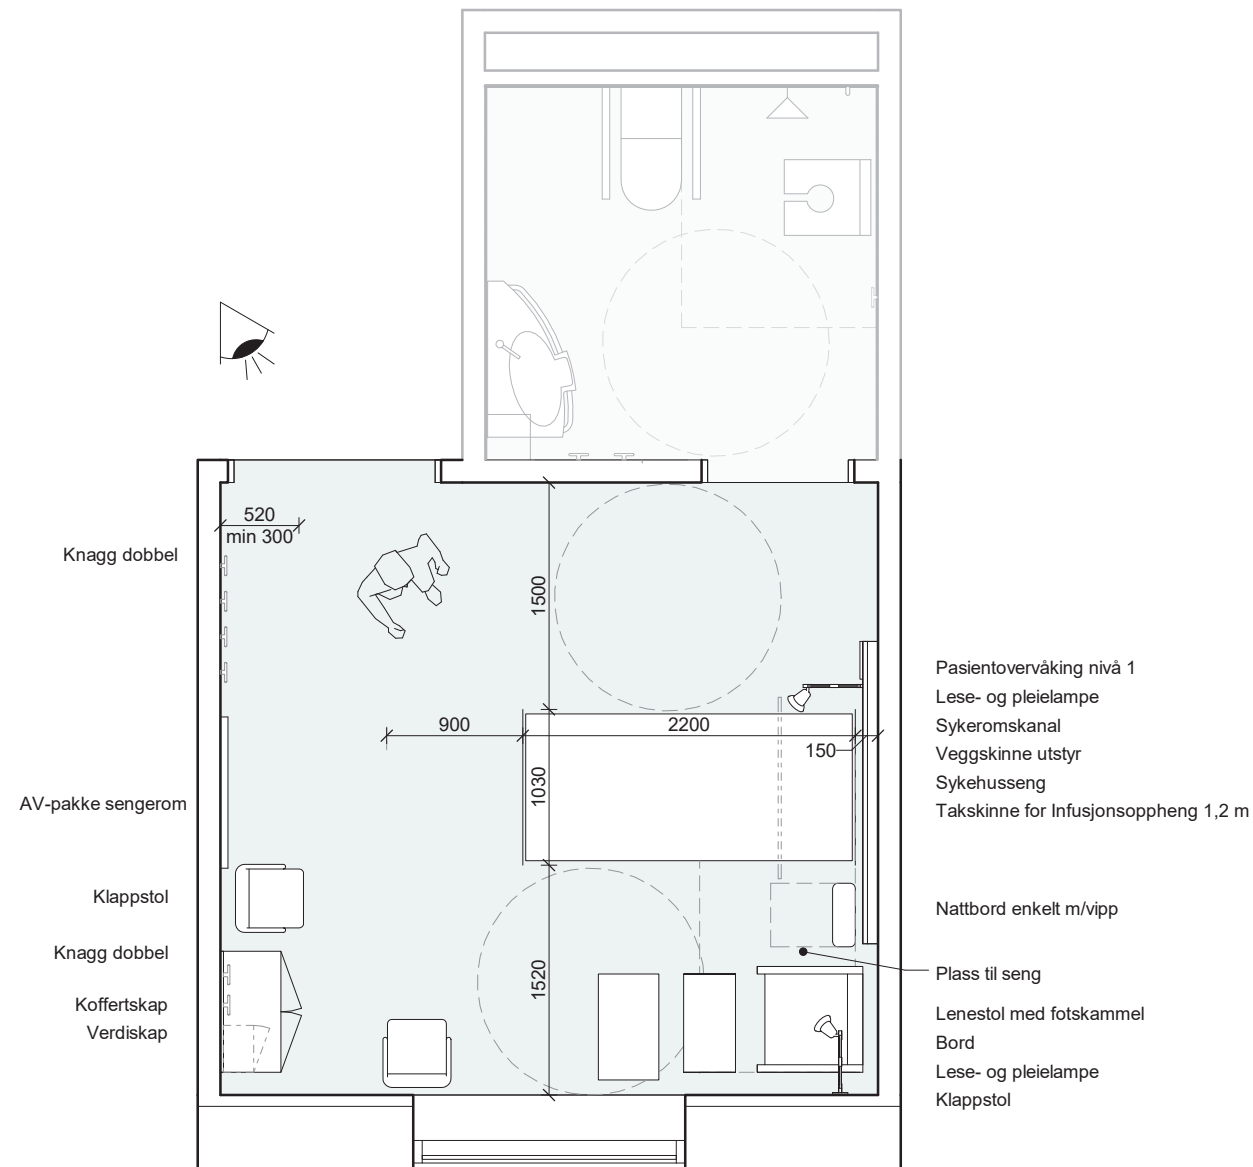 520
min 300
Knagg dobbel
1500
900
2200
150
1030
1520
AV-pakke sengerom
Klappstol
Knagg dobbel
Koffertskap
Verdiskap
Pasientovervåking nivå 1
Lese- og pleielampe
Sykeromskanal
Veggskinne utstyr
Sykehusseng
Takskinne for Infusjonsoppheng 1,2 m
Nattbord enkelt m/vipp
Plass til seng
Lenestol med fotskammel
Bord
Lese- og pleielampe
Klappstol